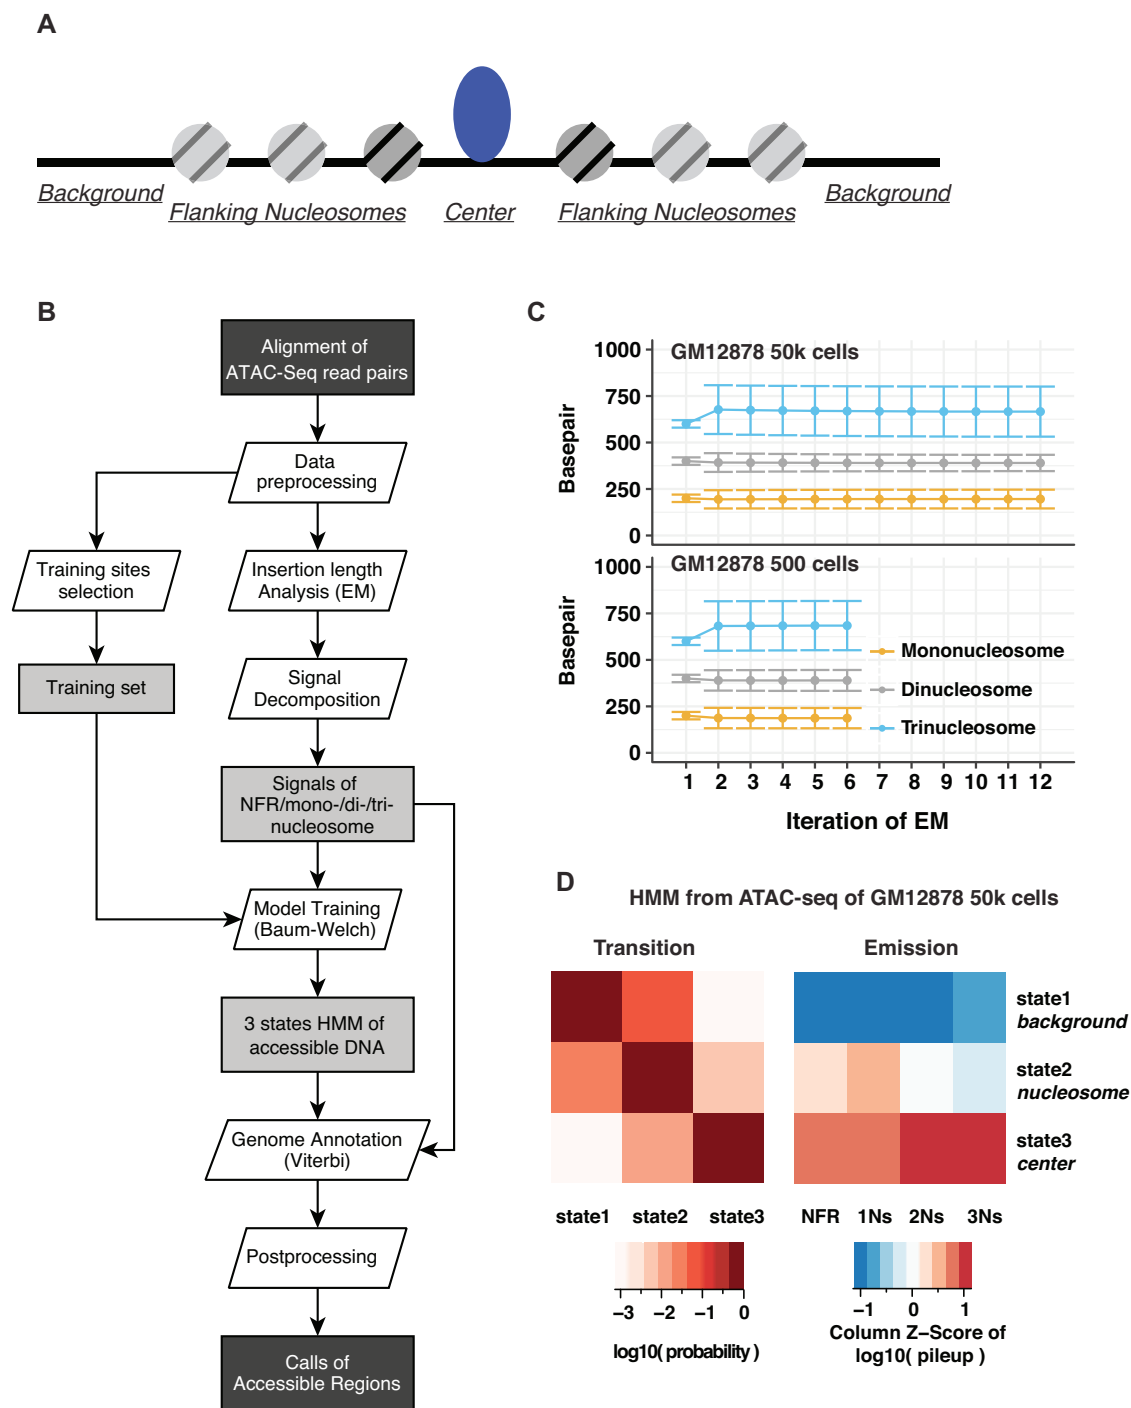 A
Background
Flanking Nucleosomes
Center
Flanking Nucleosomes
Background
B
Alignment of
ATAC-Seq read pairs
Data
preprocessing
Training sites
selection
Insertion length
Analysis (EM)
Training set
Signal
Decomposition
Signals of
NFR/mono-/di-/tri-
nucleosome
Model Training
(Baum-Welch)
3 states HMM of
accessible DNA
Genome Annotation
(Viterbi)
Postprocessing
Calls of
Accessible Regions
C
GM12878 50k cells
1000
750
500
250
0
Basepair
GM12878 500 cells
1000
750
500
250
0
Basepair
Mononucleosome
Dinucleosome
Trinucleosome
1 2 3 4 5 6 7 8 9 10 11 12
Iteration of EM
D
HMM from ATAC-seq of GM12878 50k cells
Transition
Emission
state1
background
state2
nucleosome
state3
center
state1 state2 state3
NFR 1Ns 2Ns 3Ns
−3 −2 −1 0
log10( probability )
−1 0 1
Column Z−Score of
log10( pileup )